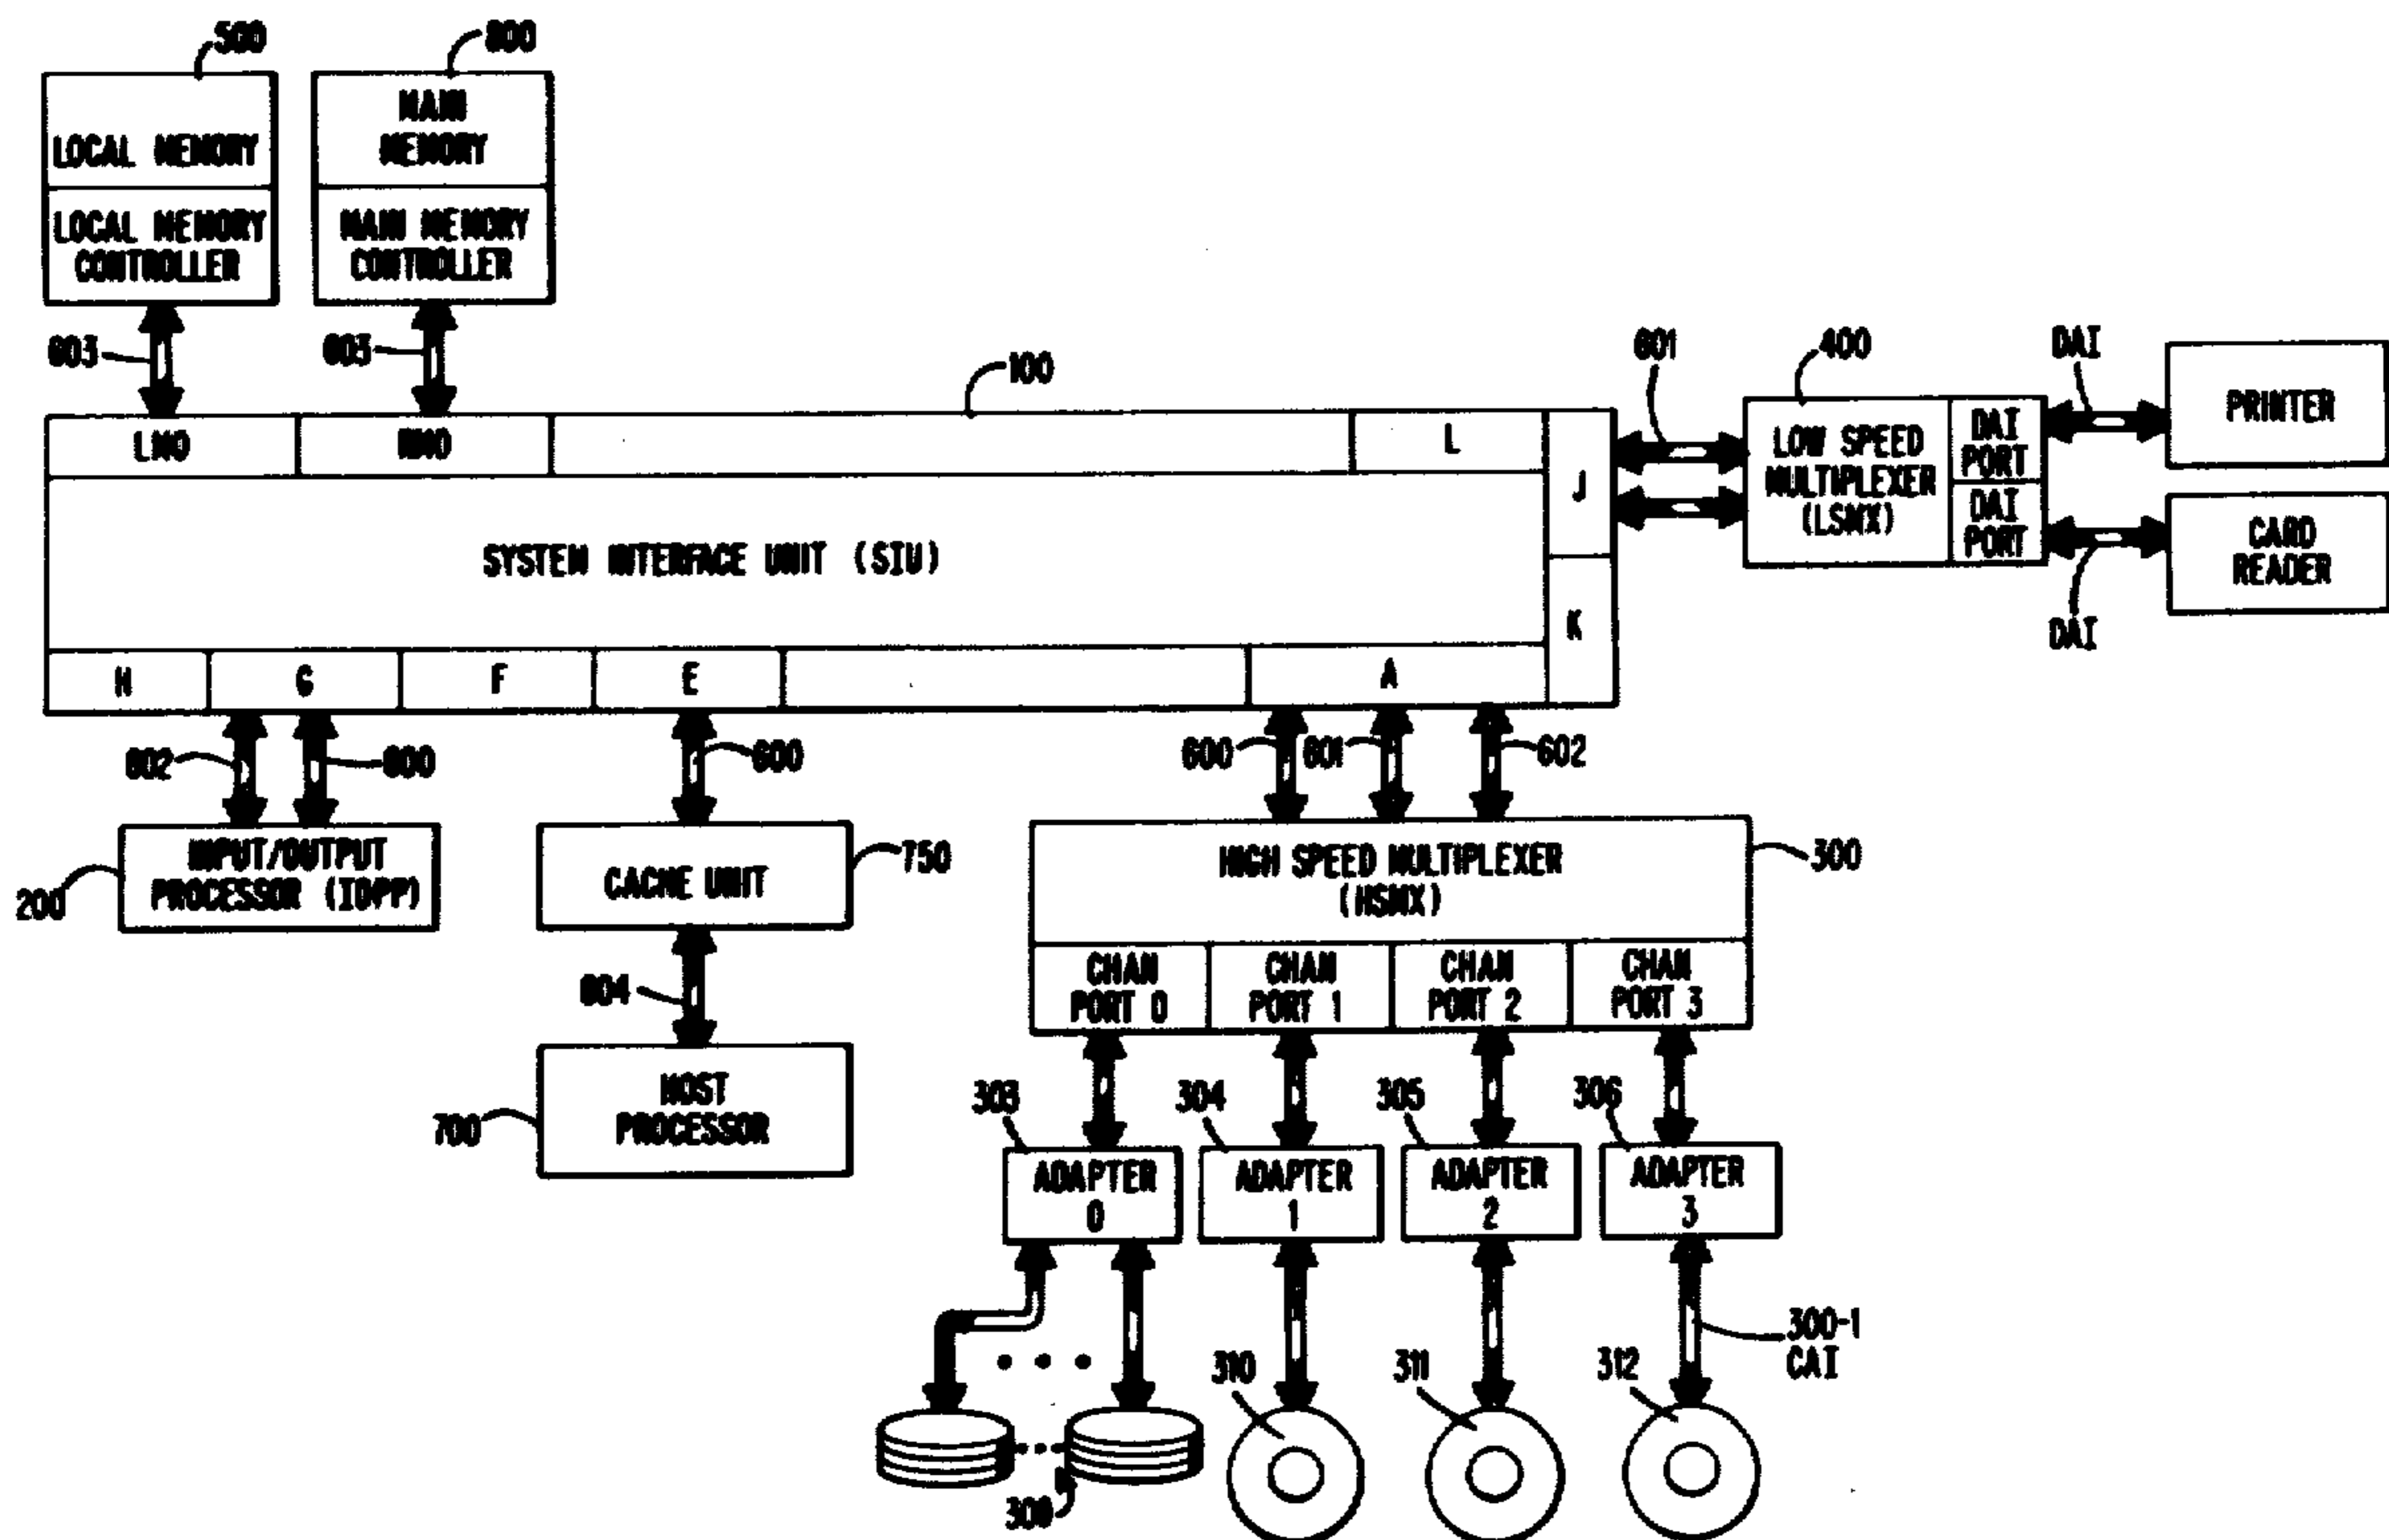 500
800
LOCAL MEMORY
LOCAL MEMORY
CONTROLLER
MAIN
MEMORY
MAIN MEMORY
CONTROLLER
603
603
100
601
400
DAI
LMO
L
J
K
LOW SPEED
MULTIPLEXER
(LSMX)
DAI
PORT
DAI
PORT
PRINTER
CARD
READER
DAI
SYSTEM INTERFACE UNIT (SIU)
H
G
F
E
A
602
600
600
600
601
602
200
INPUT/OUTPUT
PROCESSOR (IOPP)
CACHE UNIT
750
HIGH SPEED MULTIPLEXER
(HSMX)
300
604
CHAN
PORT 0
CHAN
PORT 1
CHAN
PORT 2
CHAN
PORT 3
700
HOST
PROCESSOR
303
304
305
306
ADAPTER
0
ADAPTER
1
ADAPTER
2
ADAPTER
3
310
311
312
300-1
CAI